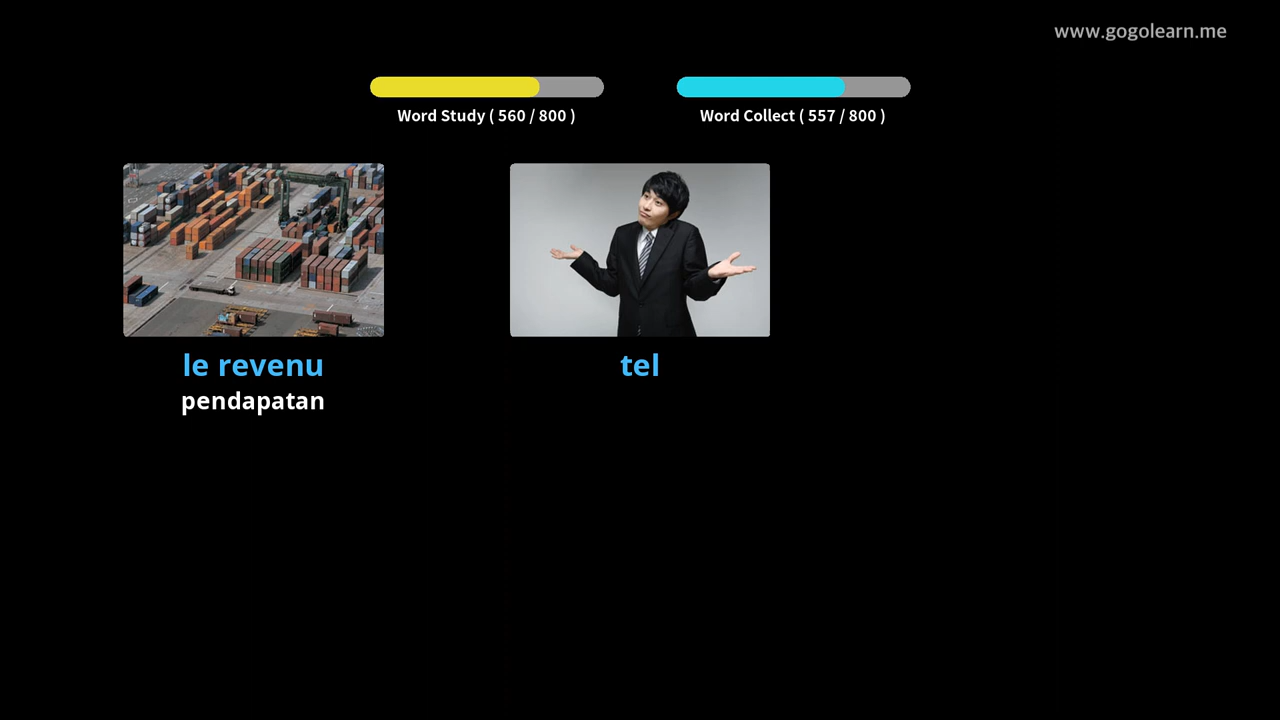 www.gogolearn.me
Word Study ( 560 / 800 )
Word Collect ( 557 / 800 )
le revenu
pendapatan
tel